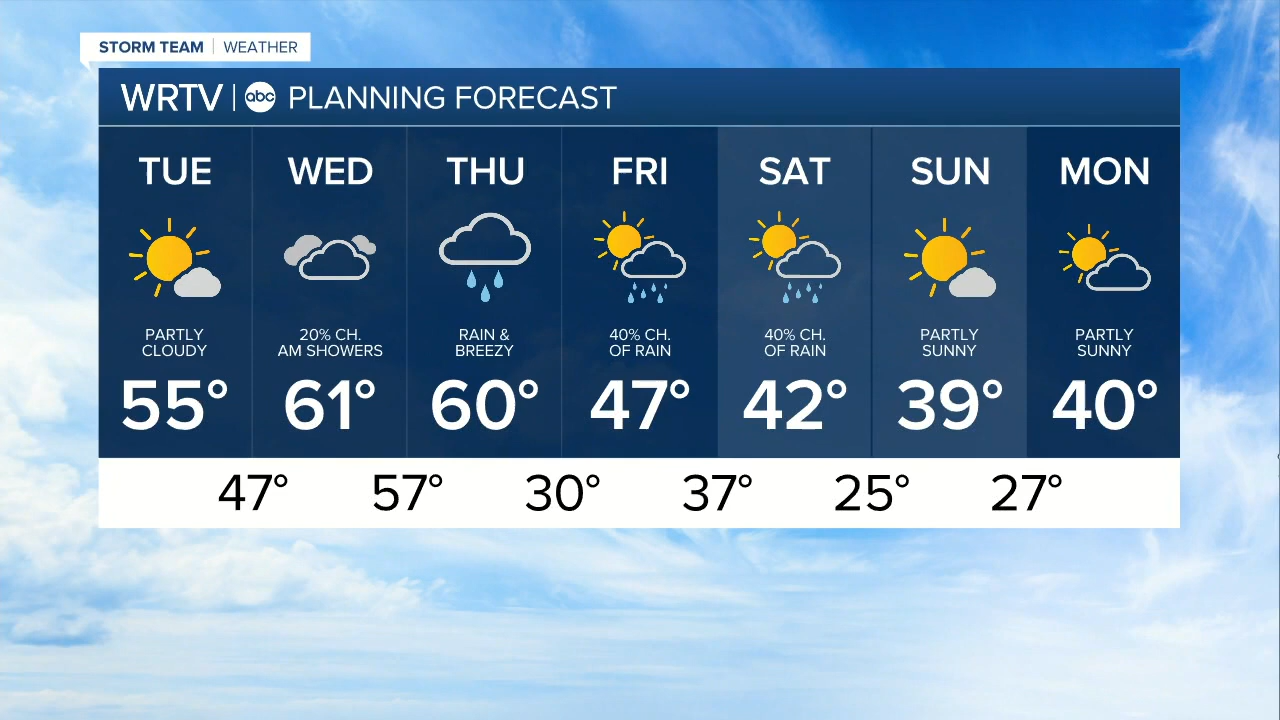 STORM TEAM | WEATHER
WRTV | abc PLANNING FORECAST
TUE
PARTLY
CLOUDY
55°
WED
20% CH.
AM SHOWERS
61°
THU
RAIN &
BREEZY
60°
FRI
40% CH.
OF RAIN
47°
SAT
40% CH.
OF RAIN
42°
SUN
PARTLY
SUNNY
39°
MON
PARTLY
SUNNY
40°
47° 57° 30° 37° 25° 27°